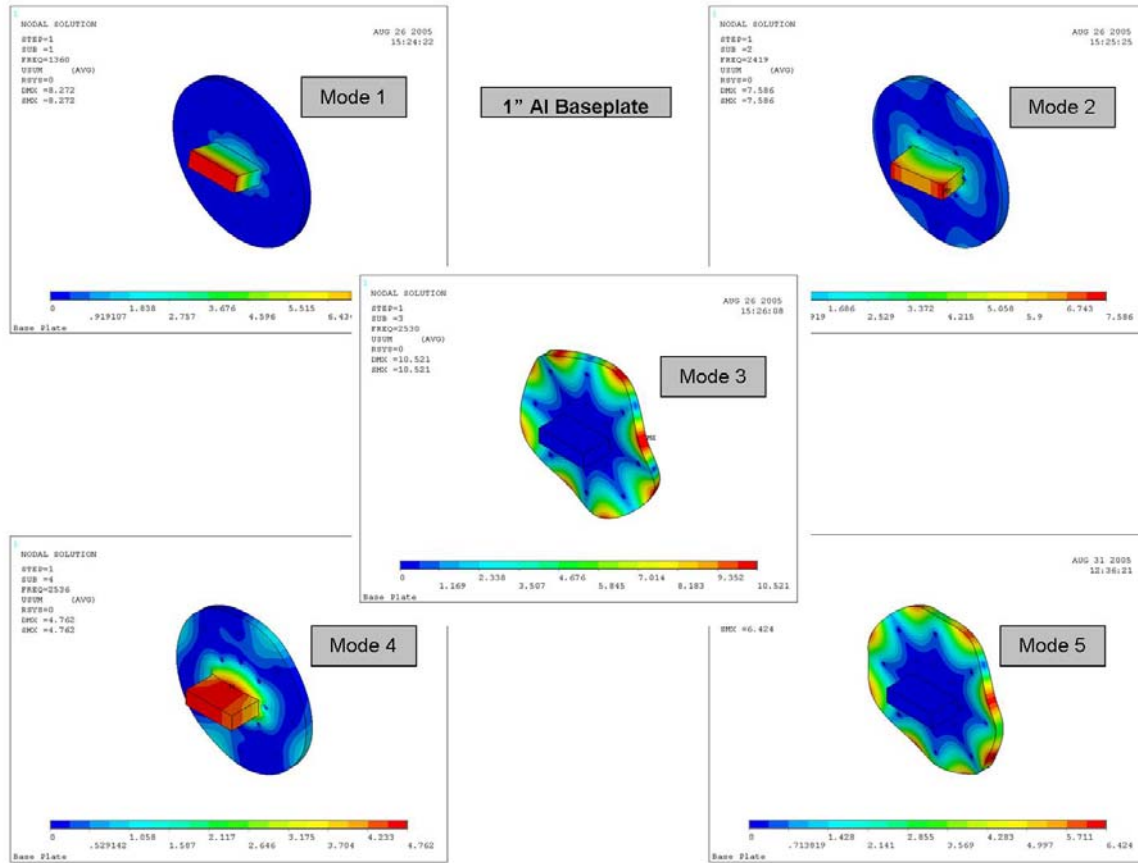 1
NODAL SOLUTION
STEP=1
SUB =1
FREQ=1360
USUM (AVG)
RSYS=0
DMX =8.272
SMX =8.272
AUG 26 2005
15:24:22
Mode 1
0 1.838 3.676 5.515
.919107 2.757 4.596
Base Plate
1" Al Baseplate
NODAL SOLUTION
STEP=1
SUB =2
FREQ=2419
USUM (AVG)
RSYS=0
DMX =7.586
SMX =7.586
AUG 26 2005
15:25:25
Mode 2
1.686 3.372 5.058 6.743
2.529 4.215 5.9 7.586
1
NODAL SOLUTION
STEP=1
SUB =3
FREQ=2530
USUM (AVG)
RSYS=0
DMX =10.521
SMX =10.521
AUG 26 2005
15:26:08
Mode 3
0 2.338 4.676 7.014 9.352
1.169 3.507 5.845 8.183 10.521
Base Plate
1
NODAL SOLUTION
STEP=1
SUB =4
FREQ=2536
USUM (AVG)
RSYS=0
DMX =4.762
SMX =4.762
Mode 4
0 1.058 2.117 3.175 4.233
.529142 1.587 2.646 3.704 4.762
Base Plate
AUG 31 2005
12:36:21
SMX =6.424
Mode 5
0 1.428 2.855 4.283 5.711
.713819 2.141 3.569 4.997 6.424
Base Plate